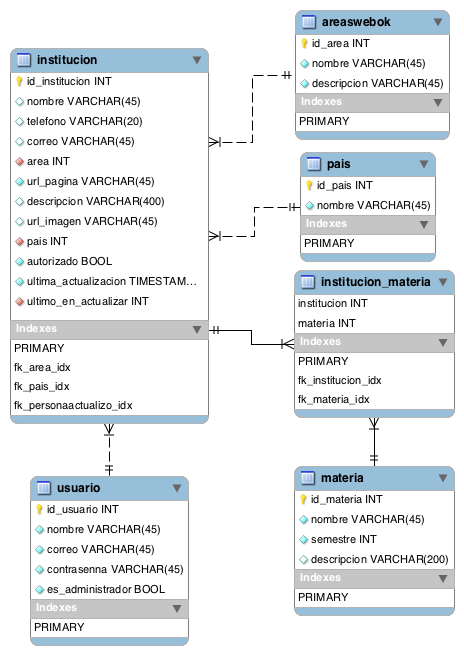 institucion
id_institucion INT
nombre VARCHAR(45)
telefono VARCHAR(20)
correo VARCHAR(45)
area INT
url_pagina VARCHAR(45)
descripcion VARCHAR(400)
url_imagen VARCHAR(45)
pais INT
autorizado BOOL
ultima_actualizacion TIMESTAM...
ultimo_en_actualizar INT
Indexes
PRIMARY
fk_area_idx
fk_pais_idx
fk_personaactualizo_idx
areaswebok
id_area INT
nombre VARCHAR(45)
descripcion VARCHAR(45)
Indexes
PRIMARY
pais
id_pais INT
nombre VARCHAR(45)
Indexes
PRIMARY
institucion_materia
institucion INT
materia INT
Indexes
PRIMARY
fk_institucion_idx
fk_materia_idx
usuario
id_usuario INT
nombre VARCHAR(45)
correo VARCHAR(45)
contrasenna VARCHAR(45)
es_administrador BOOL
Indexes
PRIMARY
materia
id_materia INT
nombre VARCHAR(45)
semestre INT
descripcion VARCHAR(200)
Indexes
PRIMARY